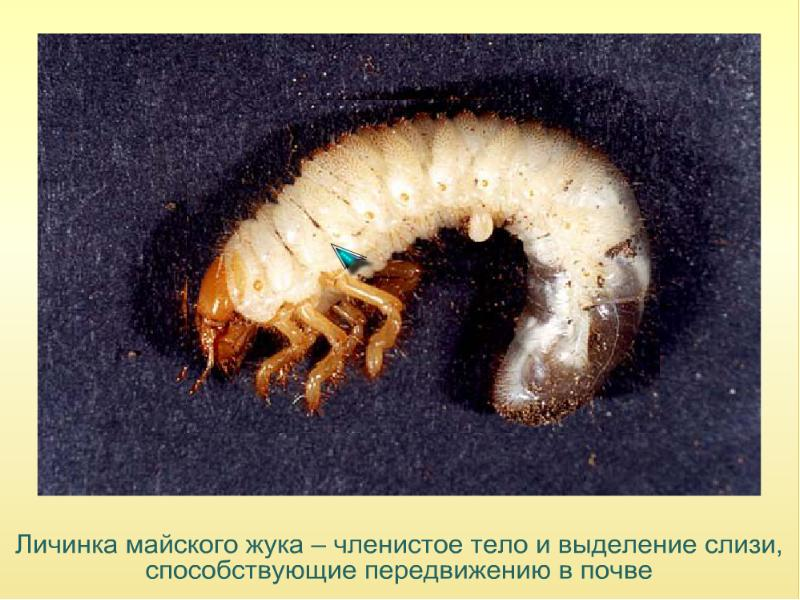 Личинка майского жука – членистое тело и выделение слизи,
способствующие передвижению в почве